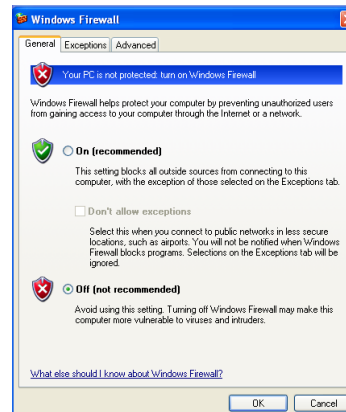 Windows Firewall
General Exceptions Advanced
Your PC is not protected: turn on Windows Firewall
Windows Firewall helps protect your computer by preventing unauthorized users
from gaining access to your computer through the Internet or a network.
On (recommended)
This setting blocks all outside sources from connecting to this
computer, with the exception of those selected on the Exceptions tab.
Don't allow exceptions
Select this when you connect to public networks in less secure
locations, such as airports. You will not be notified when Windows
Firewall blocks programs. Selections on the Exceptions tab will be
ignored.
Off (not recommended)
Avoid using this setting. Turning off Windows Firewall may make this
computer more vulnerable to viruses and intruders.
What else should I know about Windows Firewall?
OK Cancel